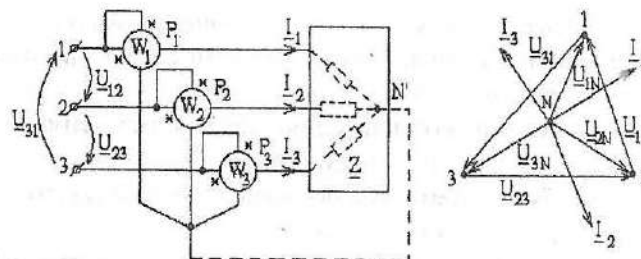 1 W₁ * * P₁ I₁
U₁₂
2 W₂ * * P₂ I₂ N'
U₃₁ U₂₃
3 W₃ * * P₃ I₃ Z
I₃ U₃₁ 1 I
U₁N
N U₂N U₁
3 U₃N
U₂₃
I₂